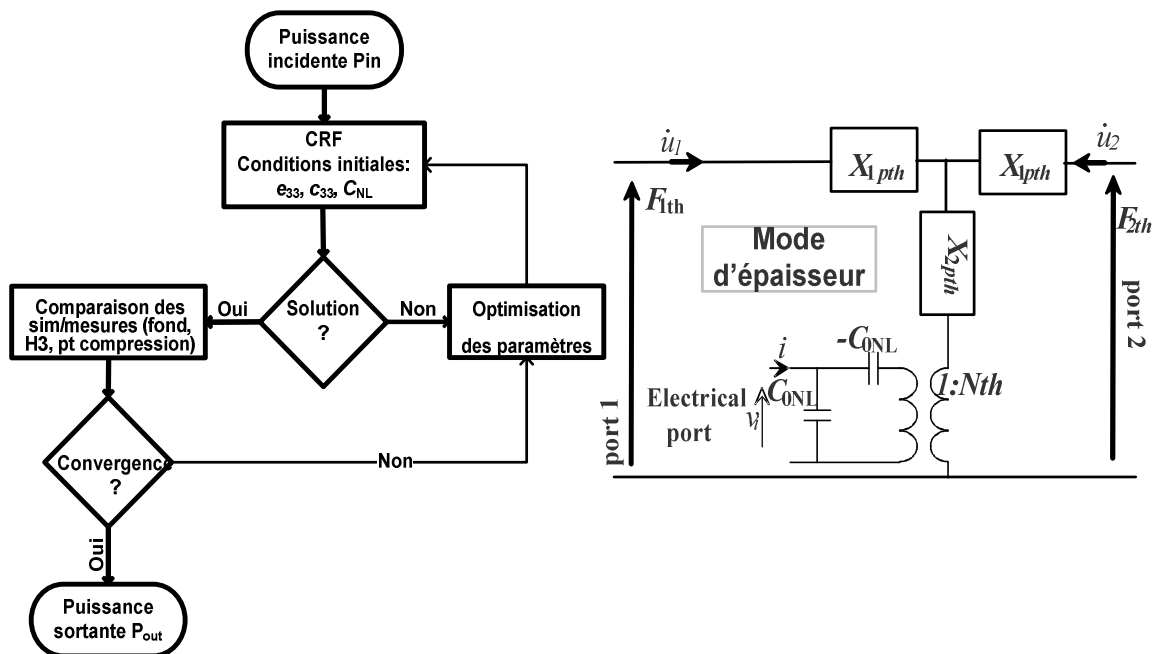 Puissance
incidente Pin
CRF
Conditions initiales:
e33, c33, CNL
Solution
?
Oui
Non
Comparaison des
sim/mesures (fond,
H3, pt compression)
Optimisation
des paramètres
Convergence
?
Non
Oui
Puissance
sortante Pout
u̇1
X1pth
X1pth
u̇2
F1th
F2th
Mode
d'épaisseur
X2pth
port 1
port 2
i
-C0NL
C0NL
1:Nth
Electrical
port
vi